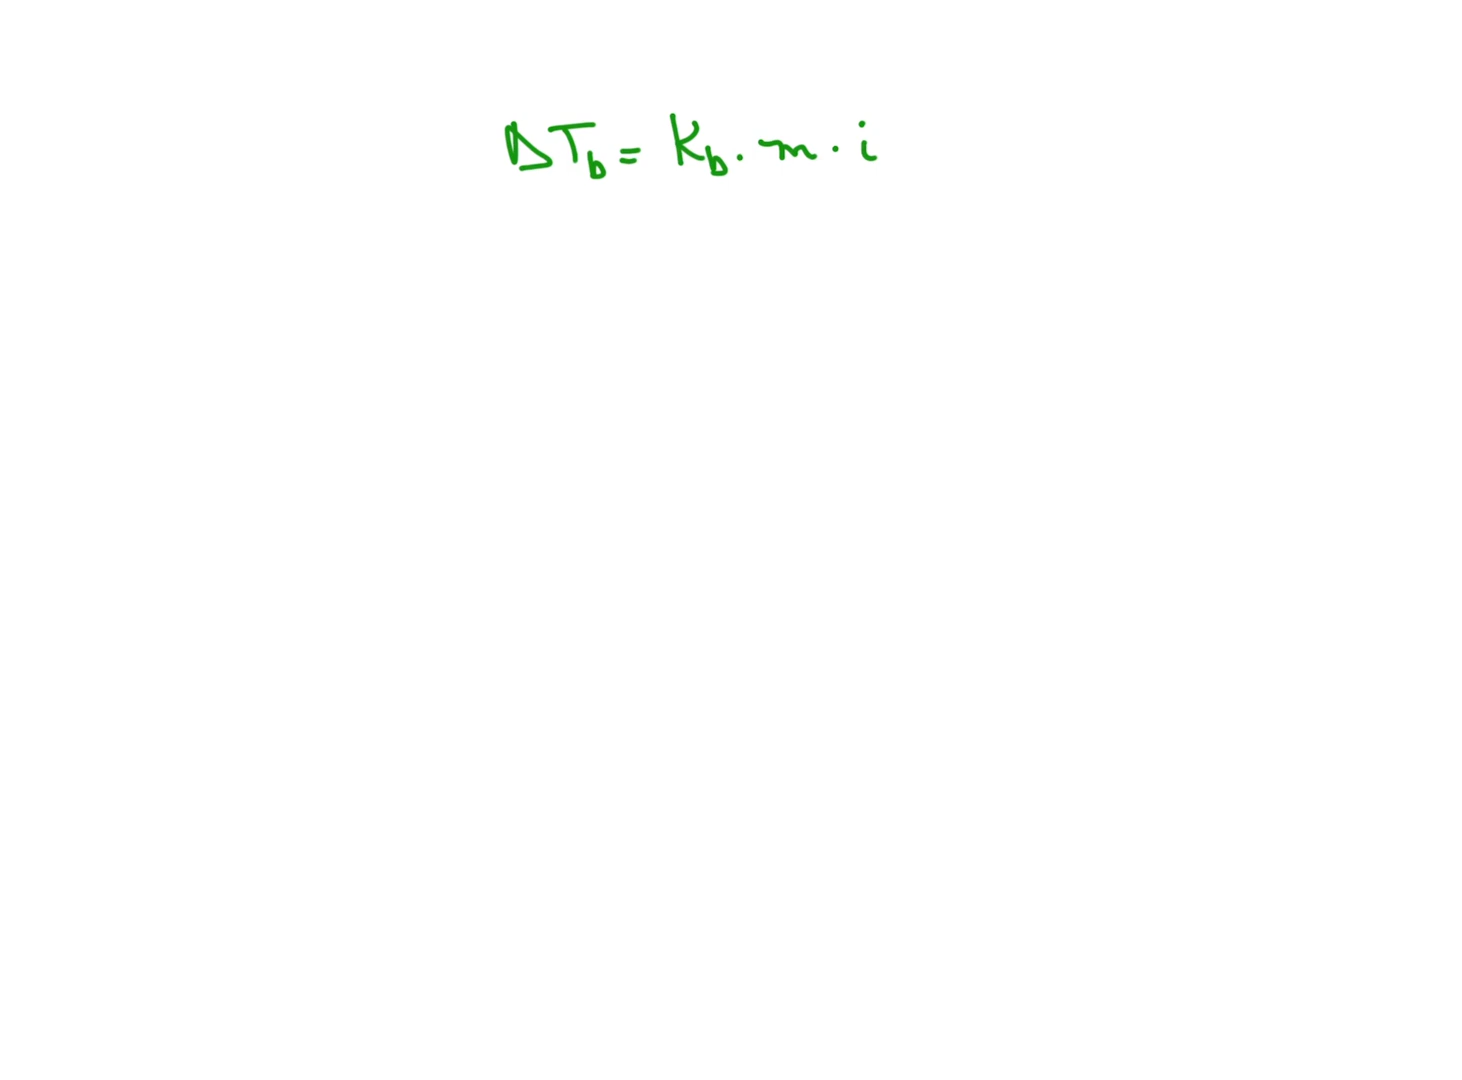 ΔT_b = K_b · m · i